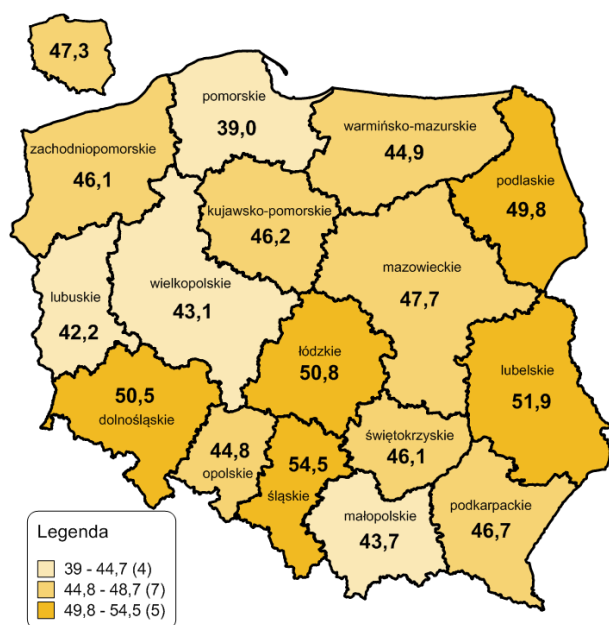 47,3
pomorskie
39,0
warmińsko-mazurskie
44,9
zachodniopomorskie
46,1
podlaskie
49,8
kujawsko-pomorskie
46,2
mazowieckie
47,7
wielkopolskie
43,1
lubuskie
42,2
łódzkie
50,8
lubelskie
51,9
50,5
dolnośląskie
44,8
opolskie
54,5
śląskie
świętokrzyskie
46,1
małopolskie
43,7
podkarpackie
46,7
Legenda
39 - 44,7 (4)
44,8 - 48,7 (7)
49,8 - 54,5 (5)